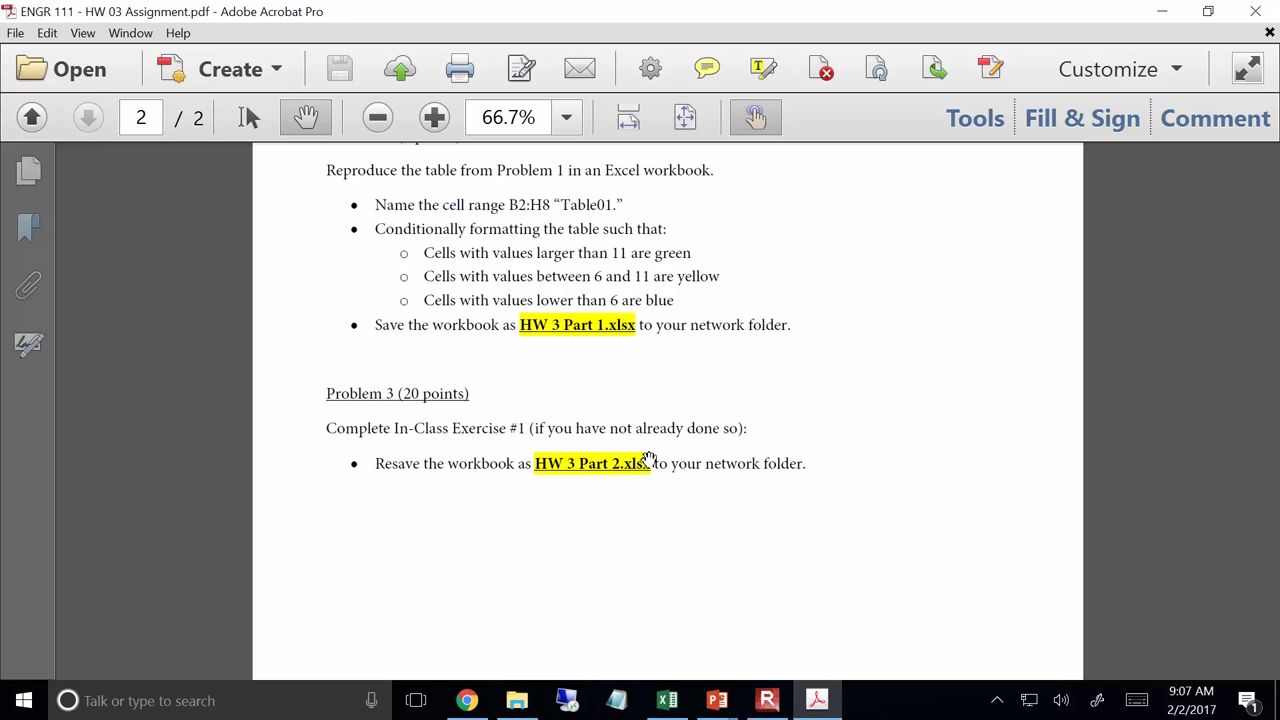 ENGR 111 - HW 03 Assignment.pdf - Adobe Acrobat Pro
File Edit View Window Help
Open Create Customize
2 / 2 66.7% Tools Fill & Sign Comment
Reproduce the table from Problem 1 in an Excel workbook.
• Name the cell range B2:H8 “Table01.”
• Conditionally formatting the table such that:
o Cells with values larger than 11 are green
o Cells with values between 6 and 11 are yellow
o Cells with values lower than 6 are blue
• Save the workbook as HW 3 Part 1.xlsx to your network folder.
Problem 3 (20 points)
Complete In-Class Exercise #1 (if you have not already done so):
• Resave the workbook as HW 3 Part 2.xlsx to your network folder.
Talk or type to search
9:07 AM
2/2/2017
1